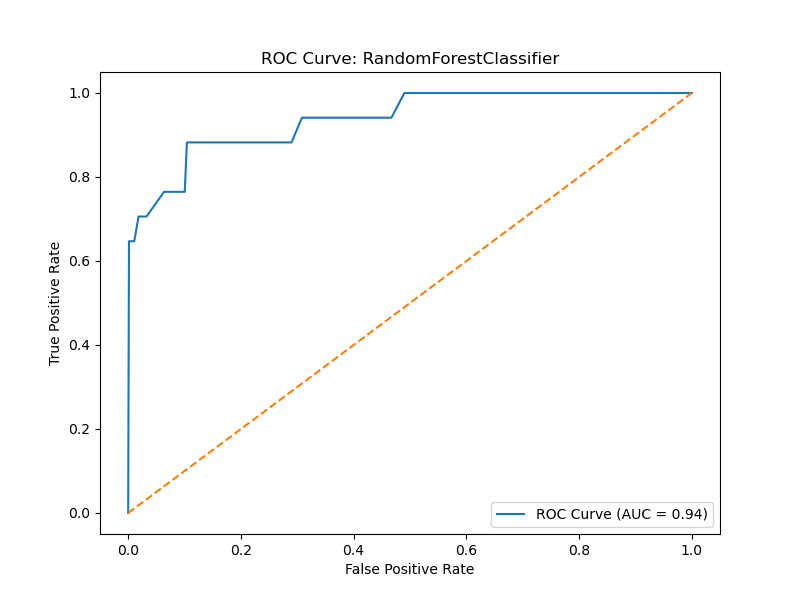 ROC Curve: RandomForestClassifier
1.0
0.8
0.6
0.4
0.2
0.0
True Positive Rate
ROC Curve (AUC = 0.94)
0.0 0.2 0.4 0.6 0.8 1.0
False Positive Rate